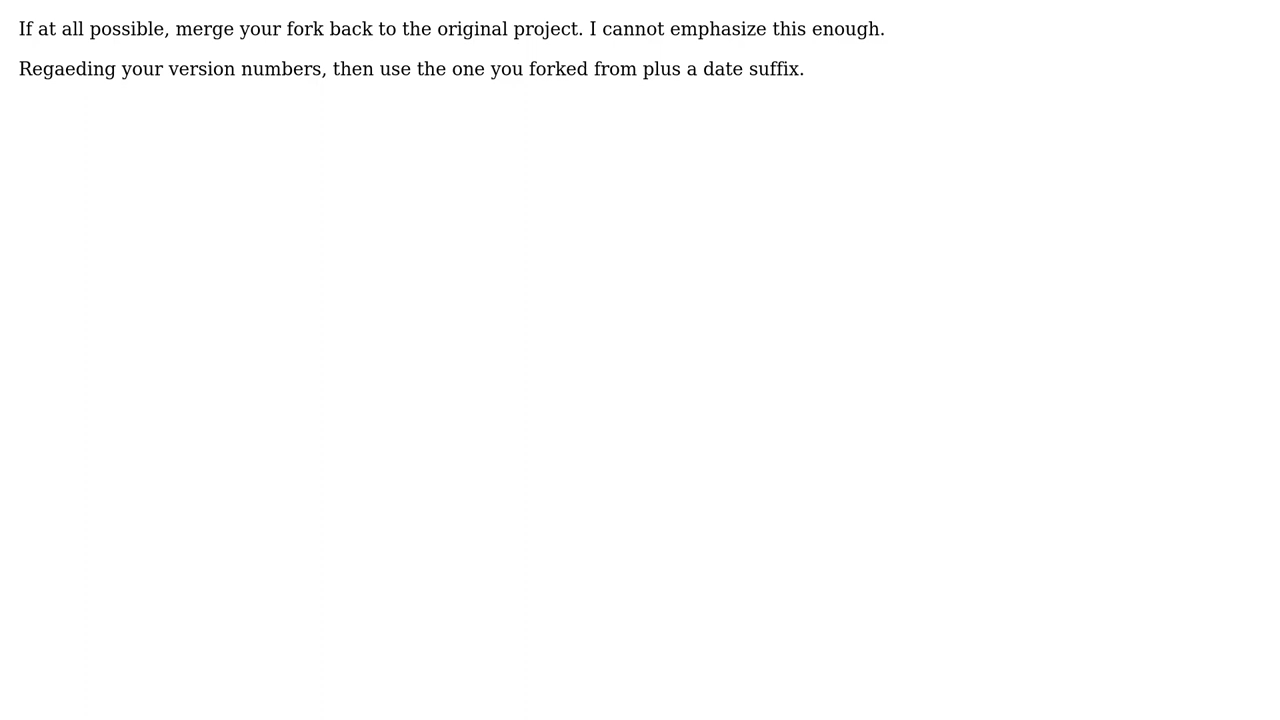 If at all possible, merge your fork back to the original project. I cannot emphasize this enough.
Regaeding your version numbers, then use the one you forked from plus a date suffix.